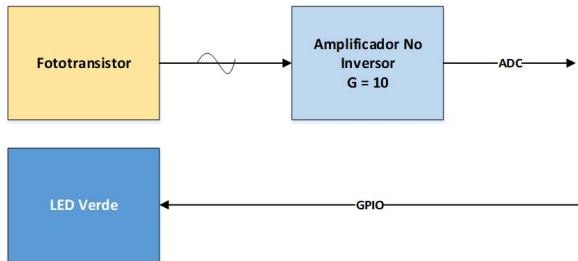 Fototransistor
Amplificador No
Inversor
G = 10
ADC
LED Verde
GPIO